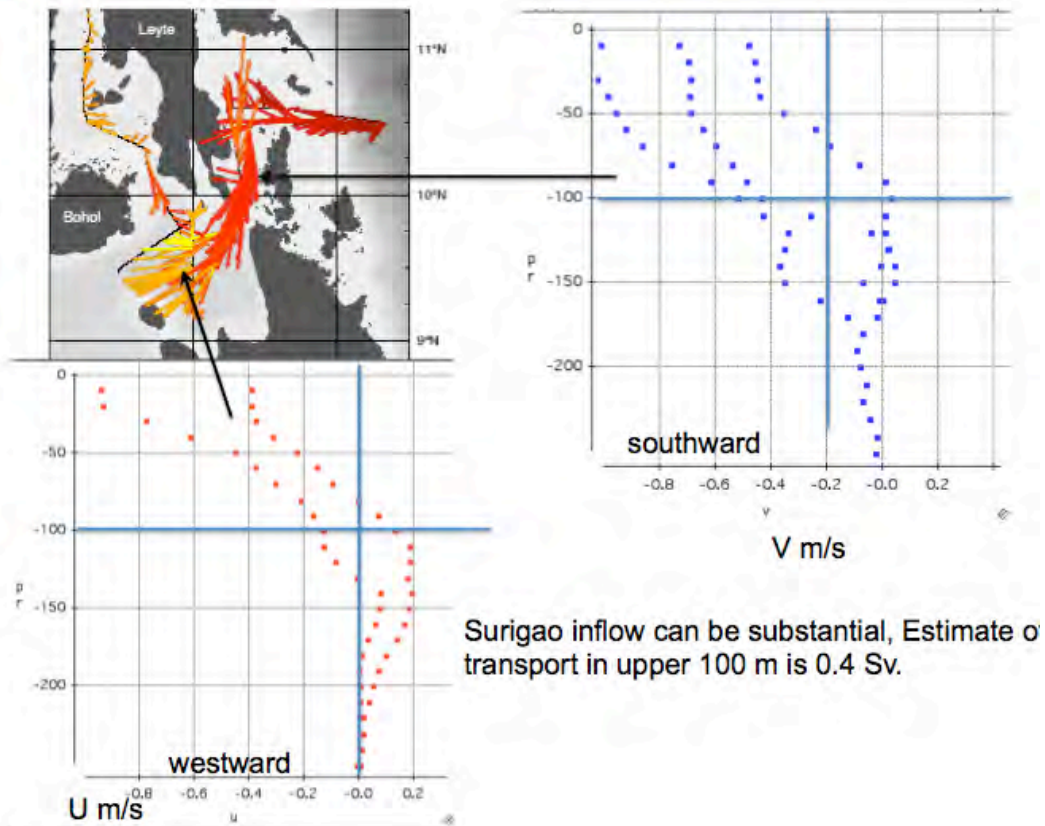 Leyte
Bohol
11°N
10°N
9°N
0
-50
-100
-150
-200
p
r
southward
-0.8 -0.6 -0.4 -0.2 -0.0 0.2
v
V m/s
0
-50
-100
-150
-200
p
r
westward
-0.8 -0.6 -0.4 -0.2 -0.0 0.2
u
U m/s
Surigao inflow can be substantial, Estimate of
transport in upper 100 m is 0.4 Sv.